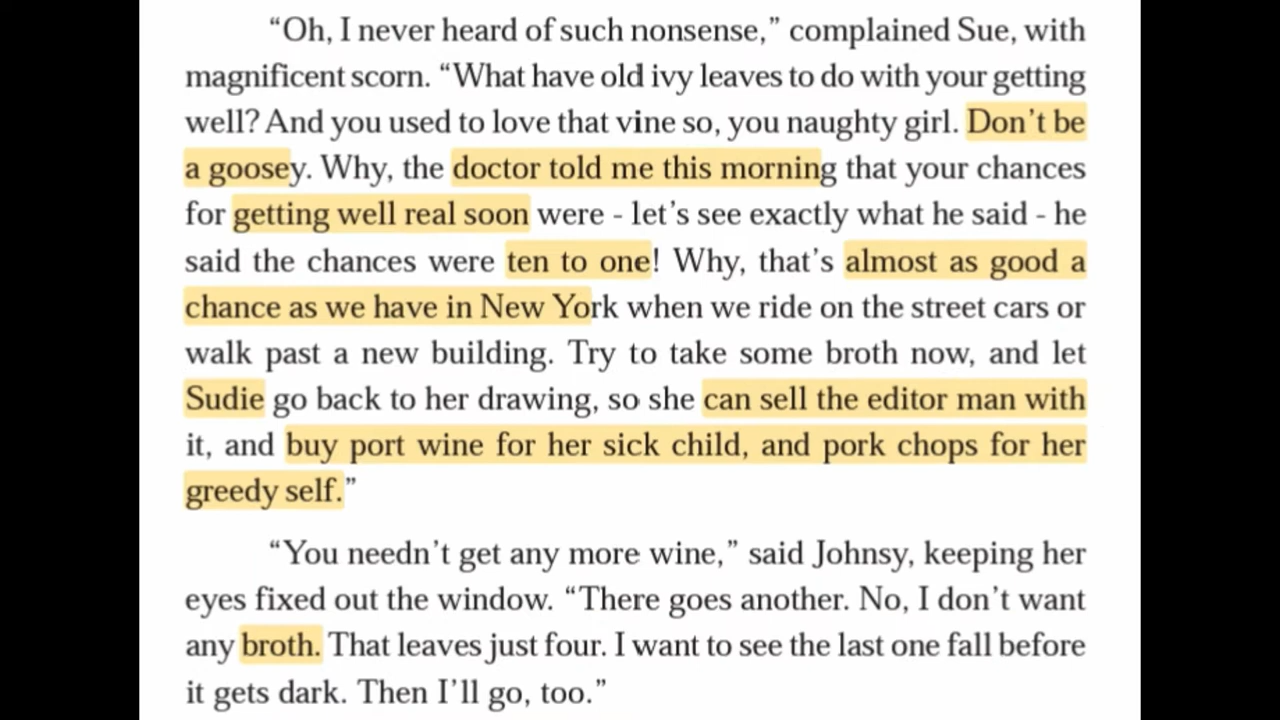 “Oh, I never heard of such nonsense,” complained Sue, with
magnificent scorn. “What have old ivy leaves to do with your getting
well? And you used to love that vine so, you naughty girl. Don’t be
a goosey. Why, the doctor told me this morning that your chances
for getting well real soon were - let’s see exactly what he said - he
said the chances were ten to one! Why, that’s almost as good a
chance as we have in New York when we ride on the street cars or
walk past a new building. Try to take some broth now, and let
Sudie go back to her drawing, so she can sell the editor man with
it, and buy port wine for her sick child, and pork chops for her
greedy self.”
“You needn’t get any more wine,” said Johnsy, keeping her
eyes fixed out the window. “There goes another. No, I don’t want
any broth. That leaves just four. I want to see the last one fall before
it gets dark. Then I’ll go, too.”